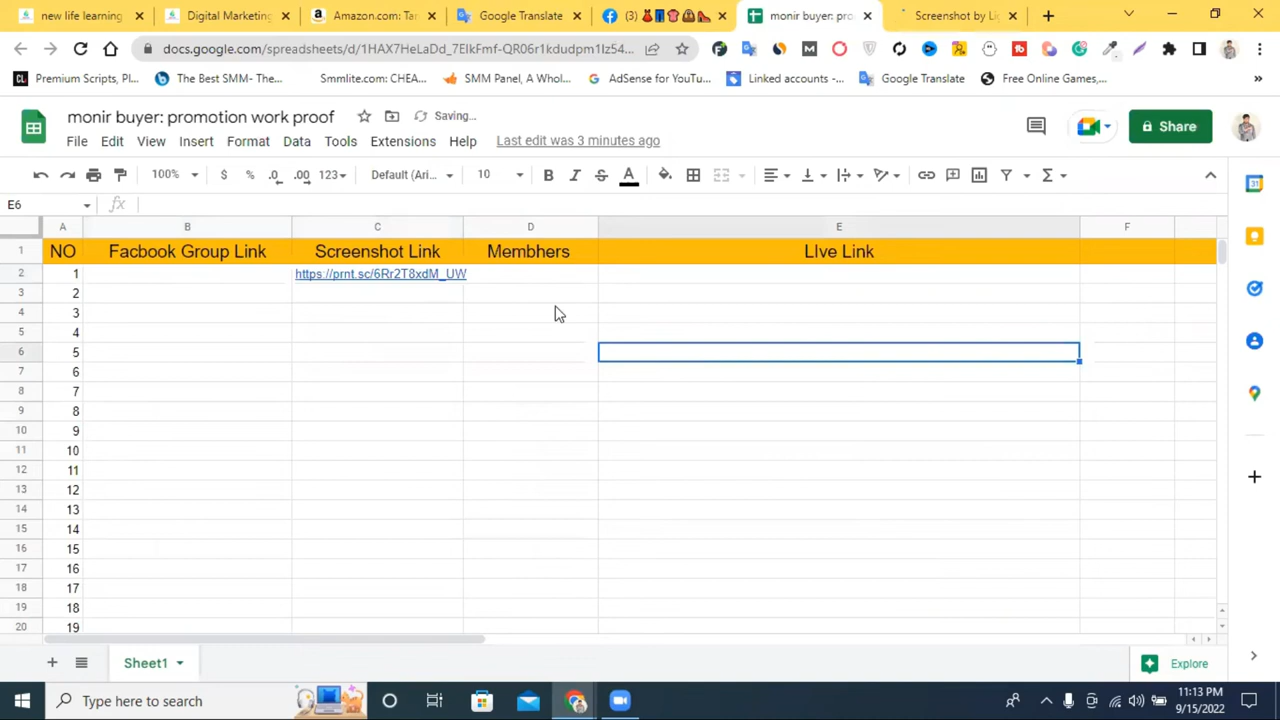 new life learning
Digital Marketing
Amazon.com: Tar
Google Translate
(3)
monir buyer: pro
Screenshot by Li
docs.google.com/spreadsheets/d/
Premium Scripts, Pl...
The Best SMM- The...
Smmlite.com: CHEA...
SMM Panel, A Whol...
AdSense for YouTu...
Linked accounts -...
Google Translate
Free Online Games,...
monir buyer: promotion work proof
Saving...
File Edit View Insert Format Data Tools Extensions Help Last edit was 3 minutes ago
Share
100% $ % .0 .00 123 Default (Ari... 10 B I S A Σ
E6 fx
A B C D E F
1 NO Facbook Group Link Screenshot Link Membhers LIve Link
2 1 https://prnt.sc/6Rr2T8xdM_UW
3 2
4 3
5 4
6 5
7 6
8 7
9 8
10 9
11 10
12 11
13 12
14 13
15 14
16 15
17 16
18 17
19 18
20 19
Sheet1
Explore
Type here to search
11:13 PM
9/15/2022